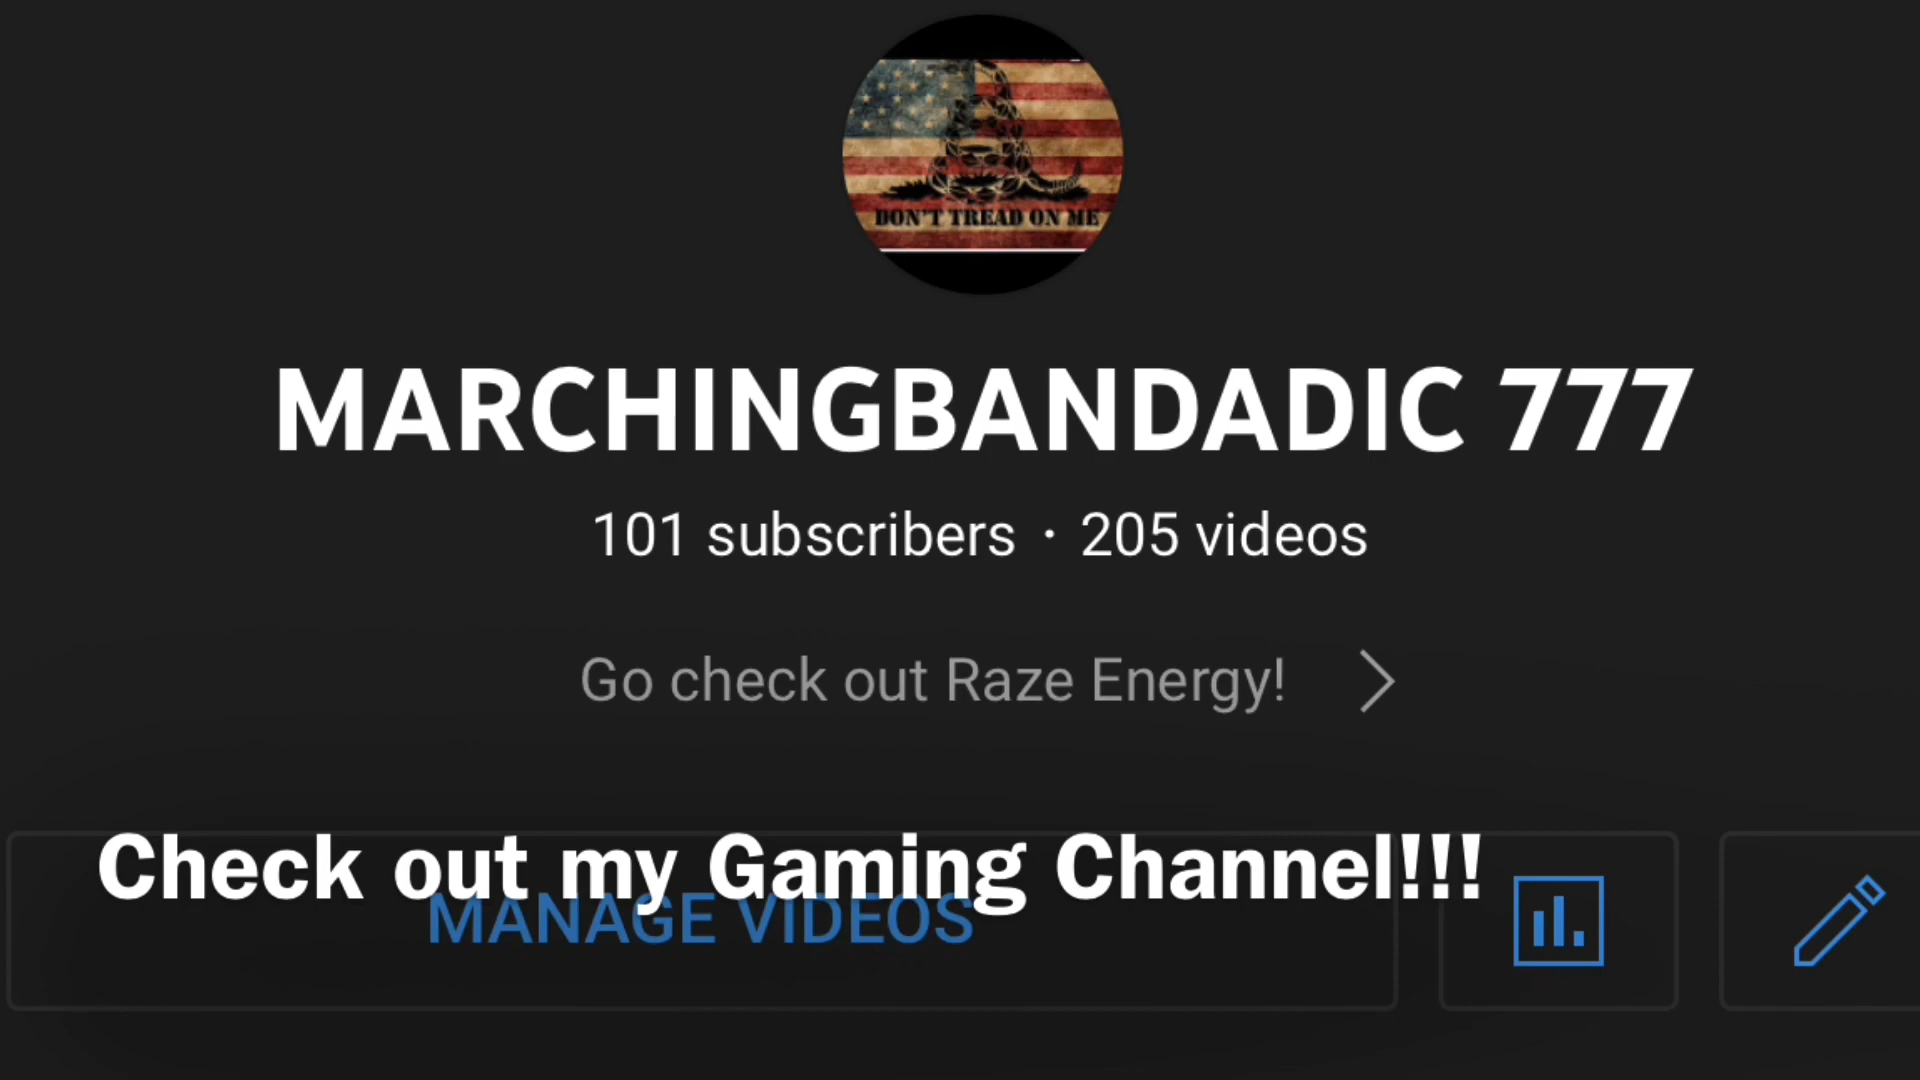 DON'T TREAD ON ME
MARCHINGBANDADIC 777
101 subscribers · 205 videos
Go check out Raze Energy!
Check out my Gaming Channel!!!
MANAGE VIDEOS